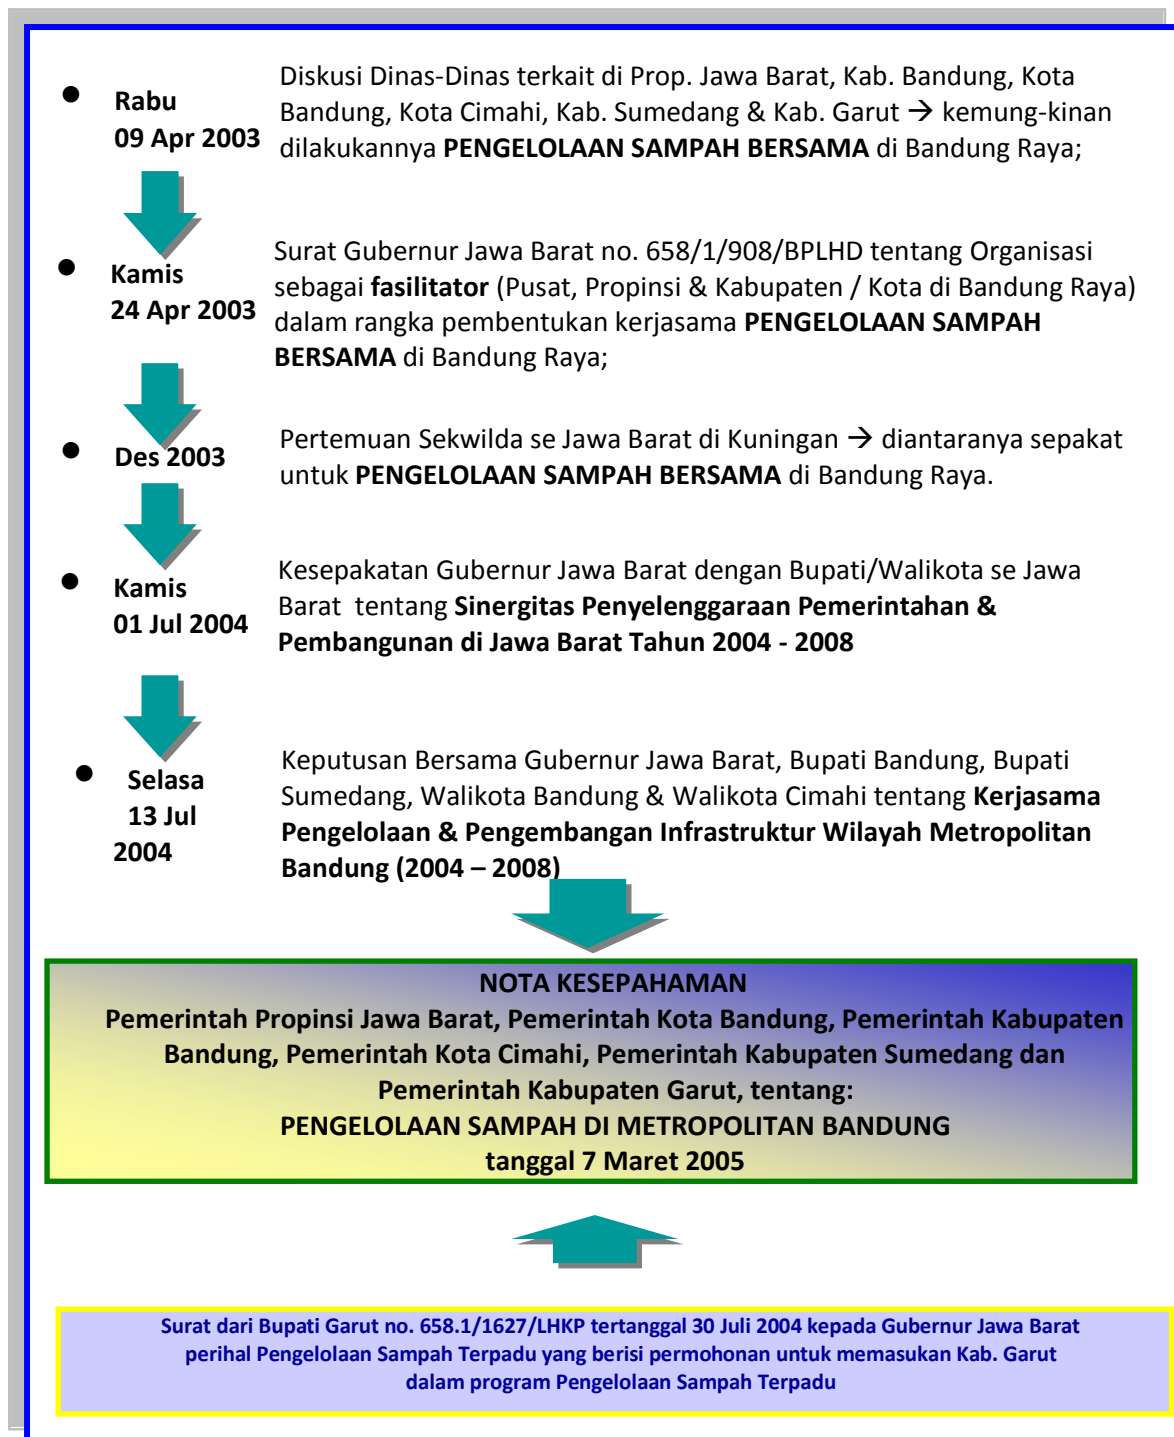 ● Rabu
09 Apr 2003
Diskusi Dinas-Dinas terkait di Prop. Jawa Barat, Kab. Bandung, Kota
Bandung, Kota Cimahi, Kab. Sumedang & Kab. Garut → kemung-kinan
dilakukannya PENGELOLAAN SAMPAH BERSAMA di Bandung Raya;
● Kamis
24 Apr 2003
Surat Gubernur Jawa Barat no. 658/1/908/BPLHD tentang Organisasi
sebagai fasilitator (Pusat, Propinsi & Kabupaten / Kota di Bandung Raya)
dalam rangka pembentukan kerjasama PENGELOLAAN SAMPAH
BERSAMA di Bandung Raya;
● Des 2003
Pertemuan Sekwilda se Jawa Barat di Kuningan → diantaranya sepakat
untuk PENGELOLAAN SAMPAH BERSAMA di Bandung Raya.
● Kamis
01 Jul 2004
Kesepakatan Gubernur Jawa Barat dengan Bupati/Walikota se Jawa
Barat tentang Sinergitas Penyelenggaraan Pemerintahan &
Pembangunan di Jawa Barat Tahun 2004 - 2008
● Selasa
13 Jul
2004
Keputusan Bersama Gubernur Jawa Barat, Bupati Bandung, Bupati
Sumedang, Walikota Bandung & Walikota Cimahi tentang Kerjasama
Pengelolaan & Pengembangan Infrastruktur Wilayah Metropolitan
Bandung (2004 – 2008)
NOTA KESEPAHAMAN
Pemerintah Propinsi Jawa Barat, Pemerintah Kota Bandung, Pemerintah Kabupaten
Bandung, Pemerintah Kota Cimahi, Pemerintah Kabupaten Sumedang dan
Pemerintah Kabupaten Garut, tentang:
PENGELOLAAN SAMPAH DI METROPOLITAN BANDUNG
tanggal 7 Maret 2005
Surat dari Bupati Garut no. 658.1/1627/LHKP tertanggal 30 Juli 2004 kepada Gubernur Jawa Barat
perihal Pengelolaan Sampah Terpadu yang berisi permohonan untuk memasukan Kab. Garut
dalam program Pengelolaan Sampah Terpadu